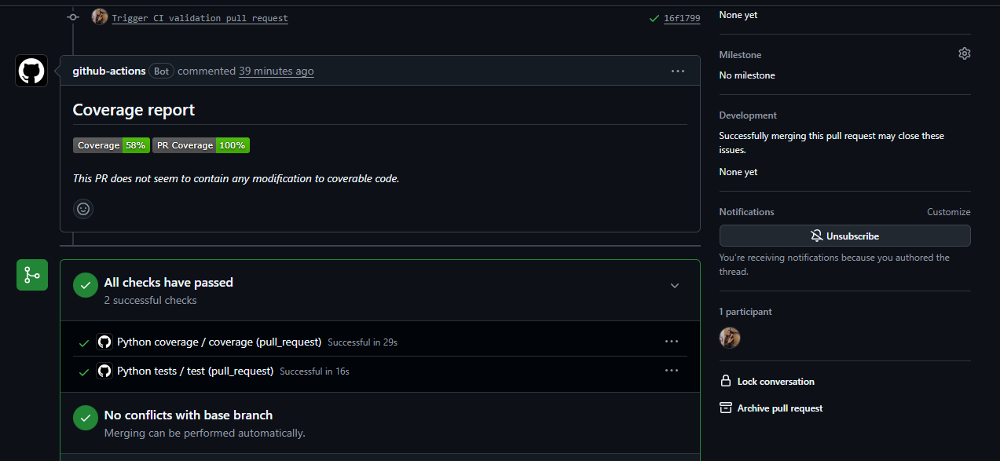 Trigger CI validation pull request
16f1799
github-actions Bot commented 39 minutes ago
Coverage report
Coverage 58% PR Coverage 100%
This PR does not seem to contain any modification to coverable code.
All checks have passed
2 successful checks
Python coverage / coverage (pull_request) Successful in 29s
Python tests / test (pull_request) Successful in 16s
No conflicts with base branch
Merging can be performed automatically.
None yet
Milestone
No milestone
Development
Successfully merging this pull request may close these
issues.
None yet
Notifications
Customize
Unsubscribe
You're receiving notifications because you authored the
thread.
1 participant
Lock conversation
Archive pull request